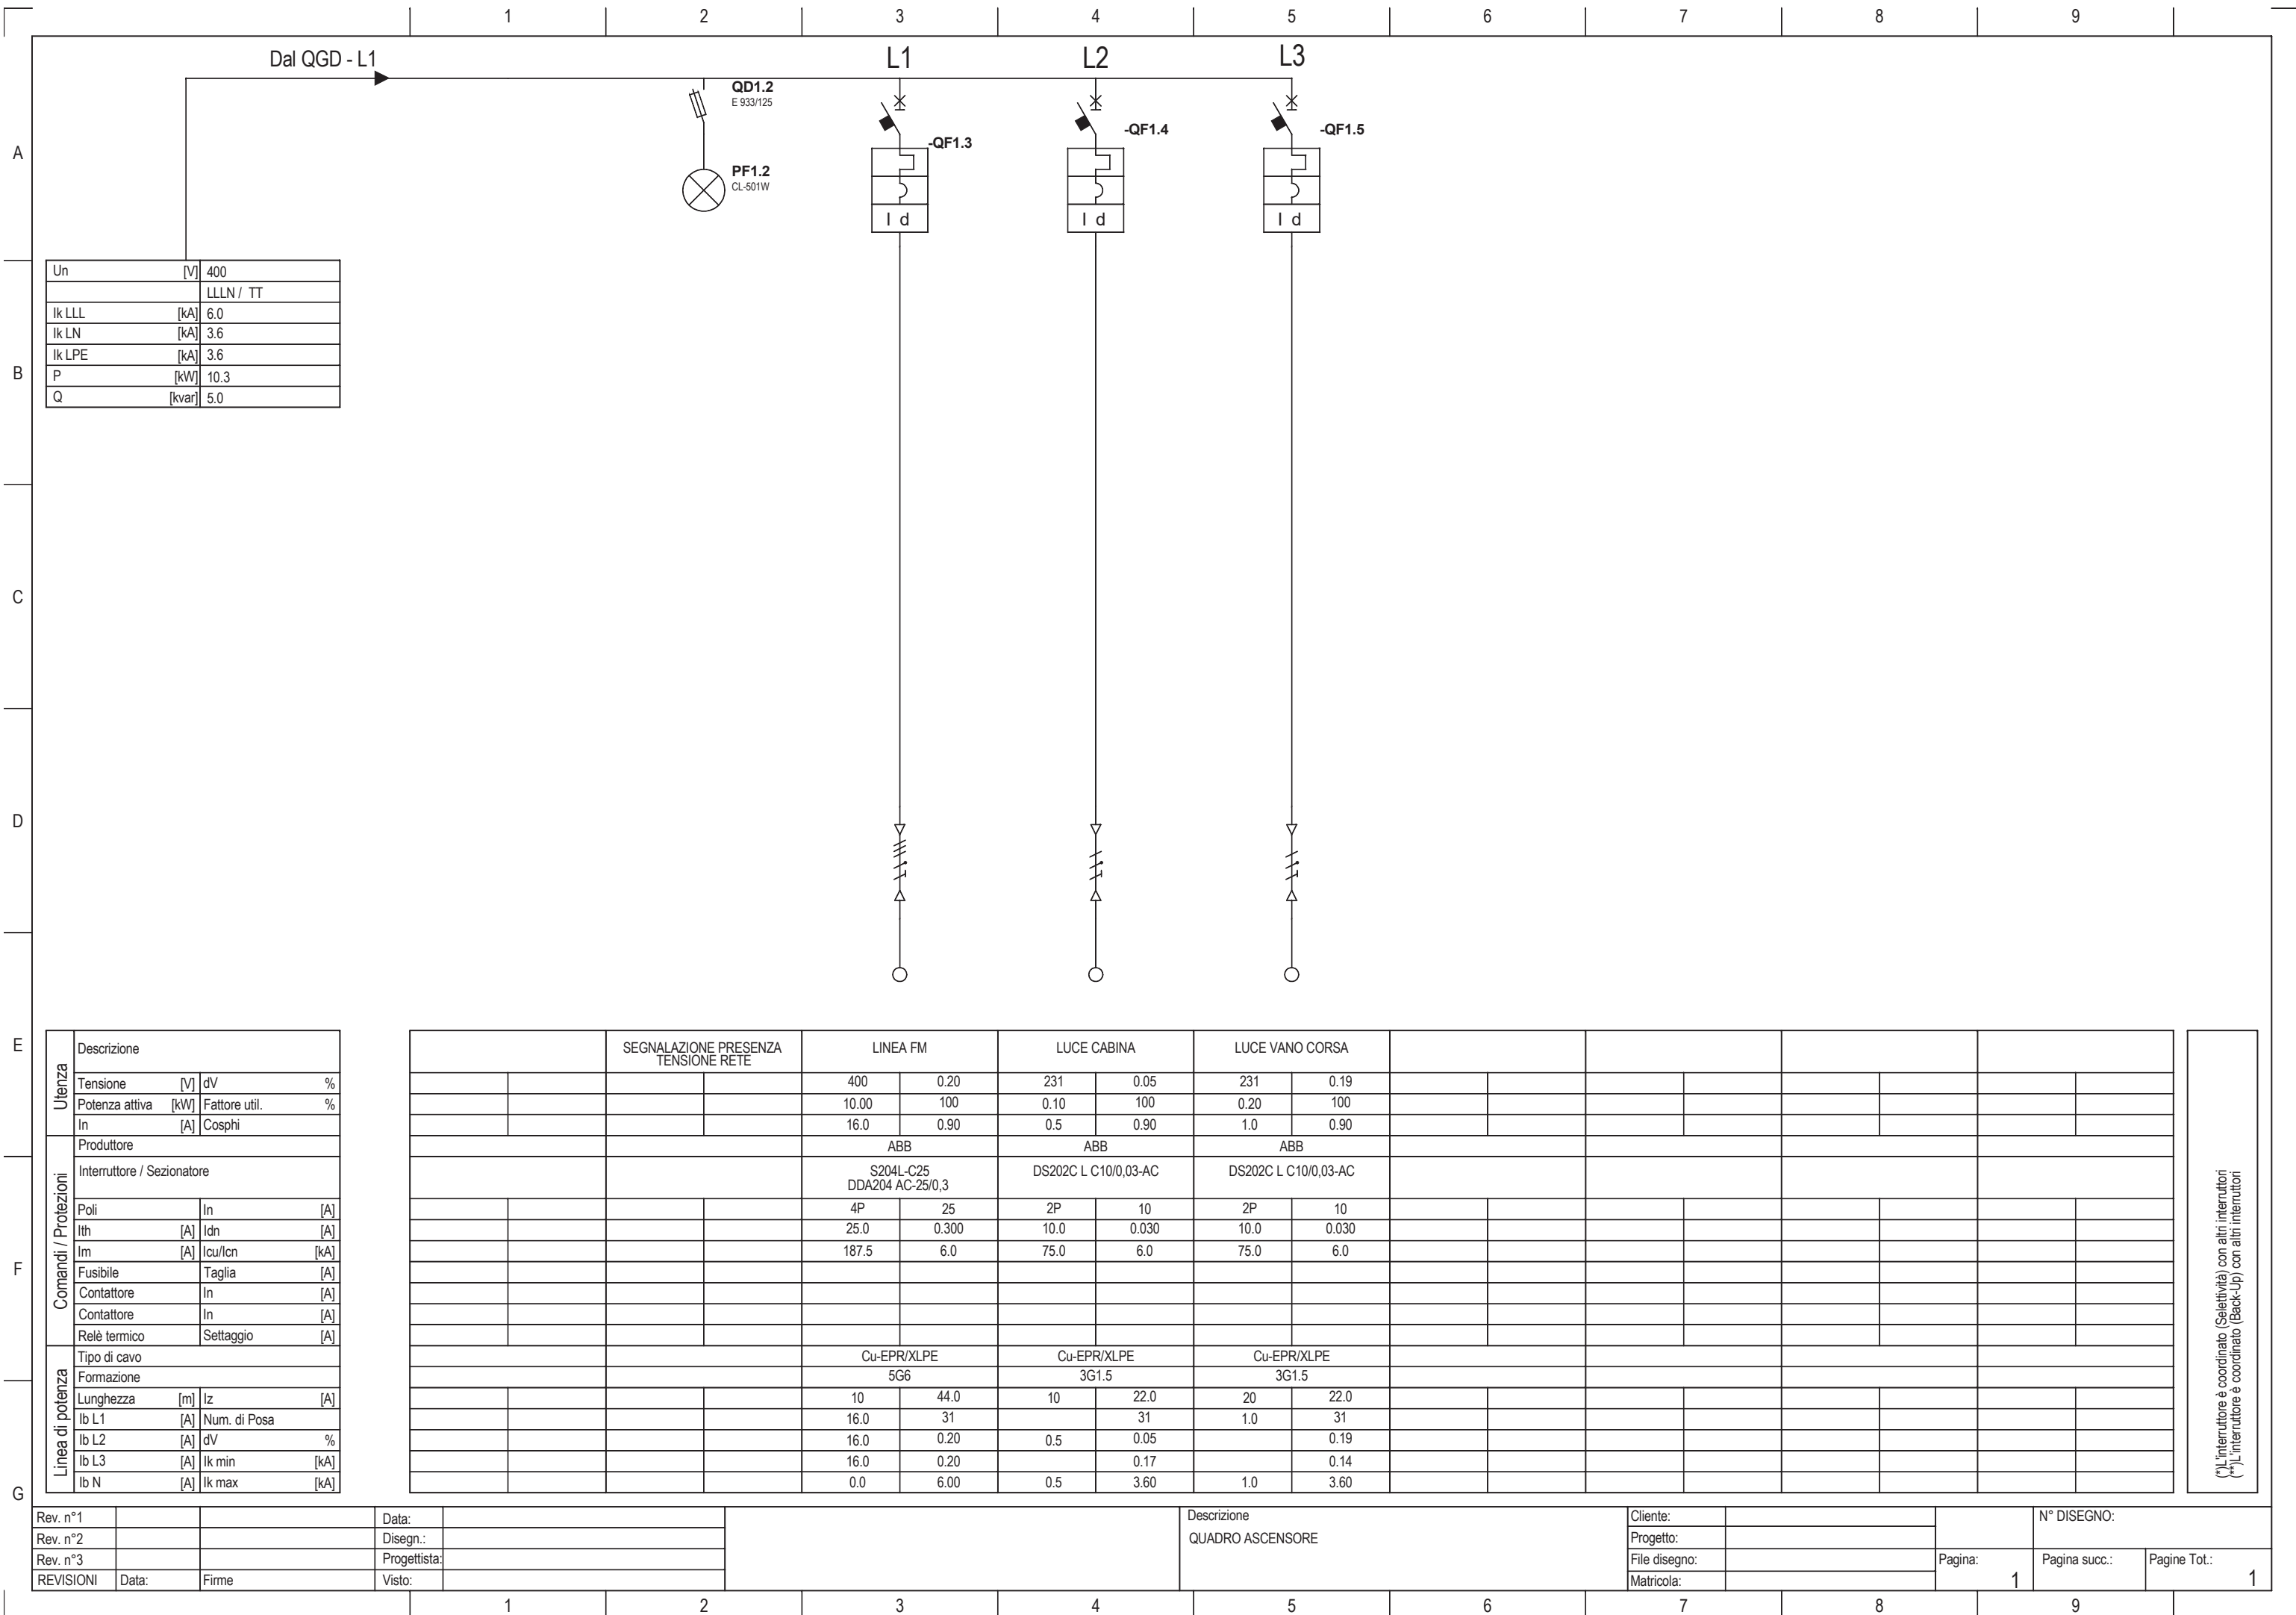 1 2 3 4 5 6 7 8 9
Dal QGD - L1
L1 L2 L3
QD1.2
E 933/125
-QF1.3
-QF1.4
-QF1.5
PF1.2
CL-501W
I d I d I d
A
B
C
D
E
F
G
Un [V] 400
LLLN / TT
Ik LLL [kA] 6.0
Ik LN [kA] 3.6
Ik LPE [kA] 3.6
P [kW] 10.3
Q [kvar] 5.0
Utenza
Descrizione SEGNALAZIONE PRESENZA LINEA FM LUCE CABINA LUCE VANO CORSA
TENSIONE RETE
Tensione [V] dV % 400 0.20 231 0.05 231 0.19
Potenza attiva [kW] Fattore util. % 10.00 100 0.10 100 0.20 100
In [A] Cosphi 16.0 0.90 0.5 0.90 1.0 0.90
Comandi / Protezioni
Produttore ABB ABB ABB
Interruttore / Sezionatore S204L-C25 DS202C L C10/0,03-AC DS202C L C10/0,03-AC
DDA204 AC-25/0,3
Poli In [A] 4P 25 2P 10 2P 10
Ith [A] Idn [A] 25.0 0.300 10.0 0.030 10.0 0.030
Im [A] Icu/Icn [kA] 187.5 6.0 75.0 6.0 75.0 6.0
Fusibile Taglia [A]
Contattore In [A]
Contattore In [A]
Relè termico Settaggio [A]
Linea di potenza
Tipo di cavo Cu-EPR/XLPE Cu-EPR/XLPE Cu-EPR/XLPE
Formazione 5G6 3G1.5 3G1.5
Lunghezza [m] Iz [A] 10 44.0 10 22.0 20 22.0
Ib L1 [A] Num. di Posa 16.0 31 31 1.0 31
Ib L2 [A] dV % 16.0 0.20 0.5 0.05 0.19
Ib L3 [A] Ik min [kA] 16.0 0.20 0.17 0.14
Ib N [A] Ik max [kA] 0.0 6.00 0.5 3.60 1.0 3.60
(*)L'interruttore è coordinato (Selettività) con altri interruttori
(**)L'interruttore è coordinato (Back-Up) con altri interruttori
Rev. n°1 Data: Descrizione Cliente: N° DISEGNO:
Rev. n°2 Disegn.: QUADRO ASCENSORE Progetto:
Rev. n°3 Progettista: File disegno: Pagina: Pagina succ.: Pagine Tot.:
REVISIONI Data: Firme Visto: Matricola: 1 1
1 2 3 4 5 6 7 8 9